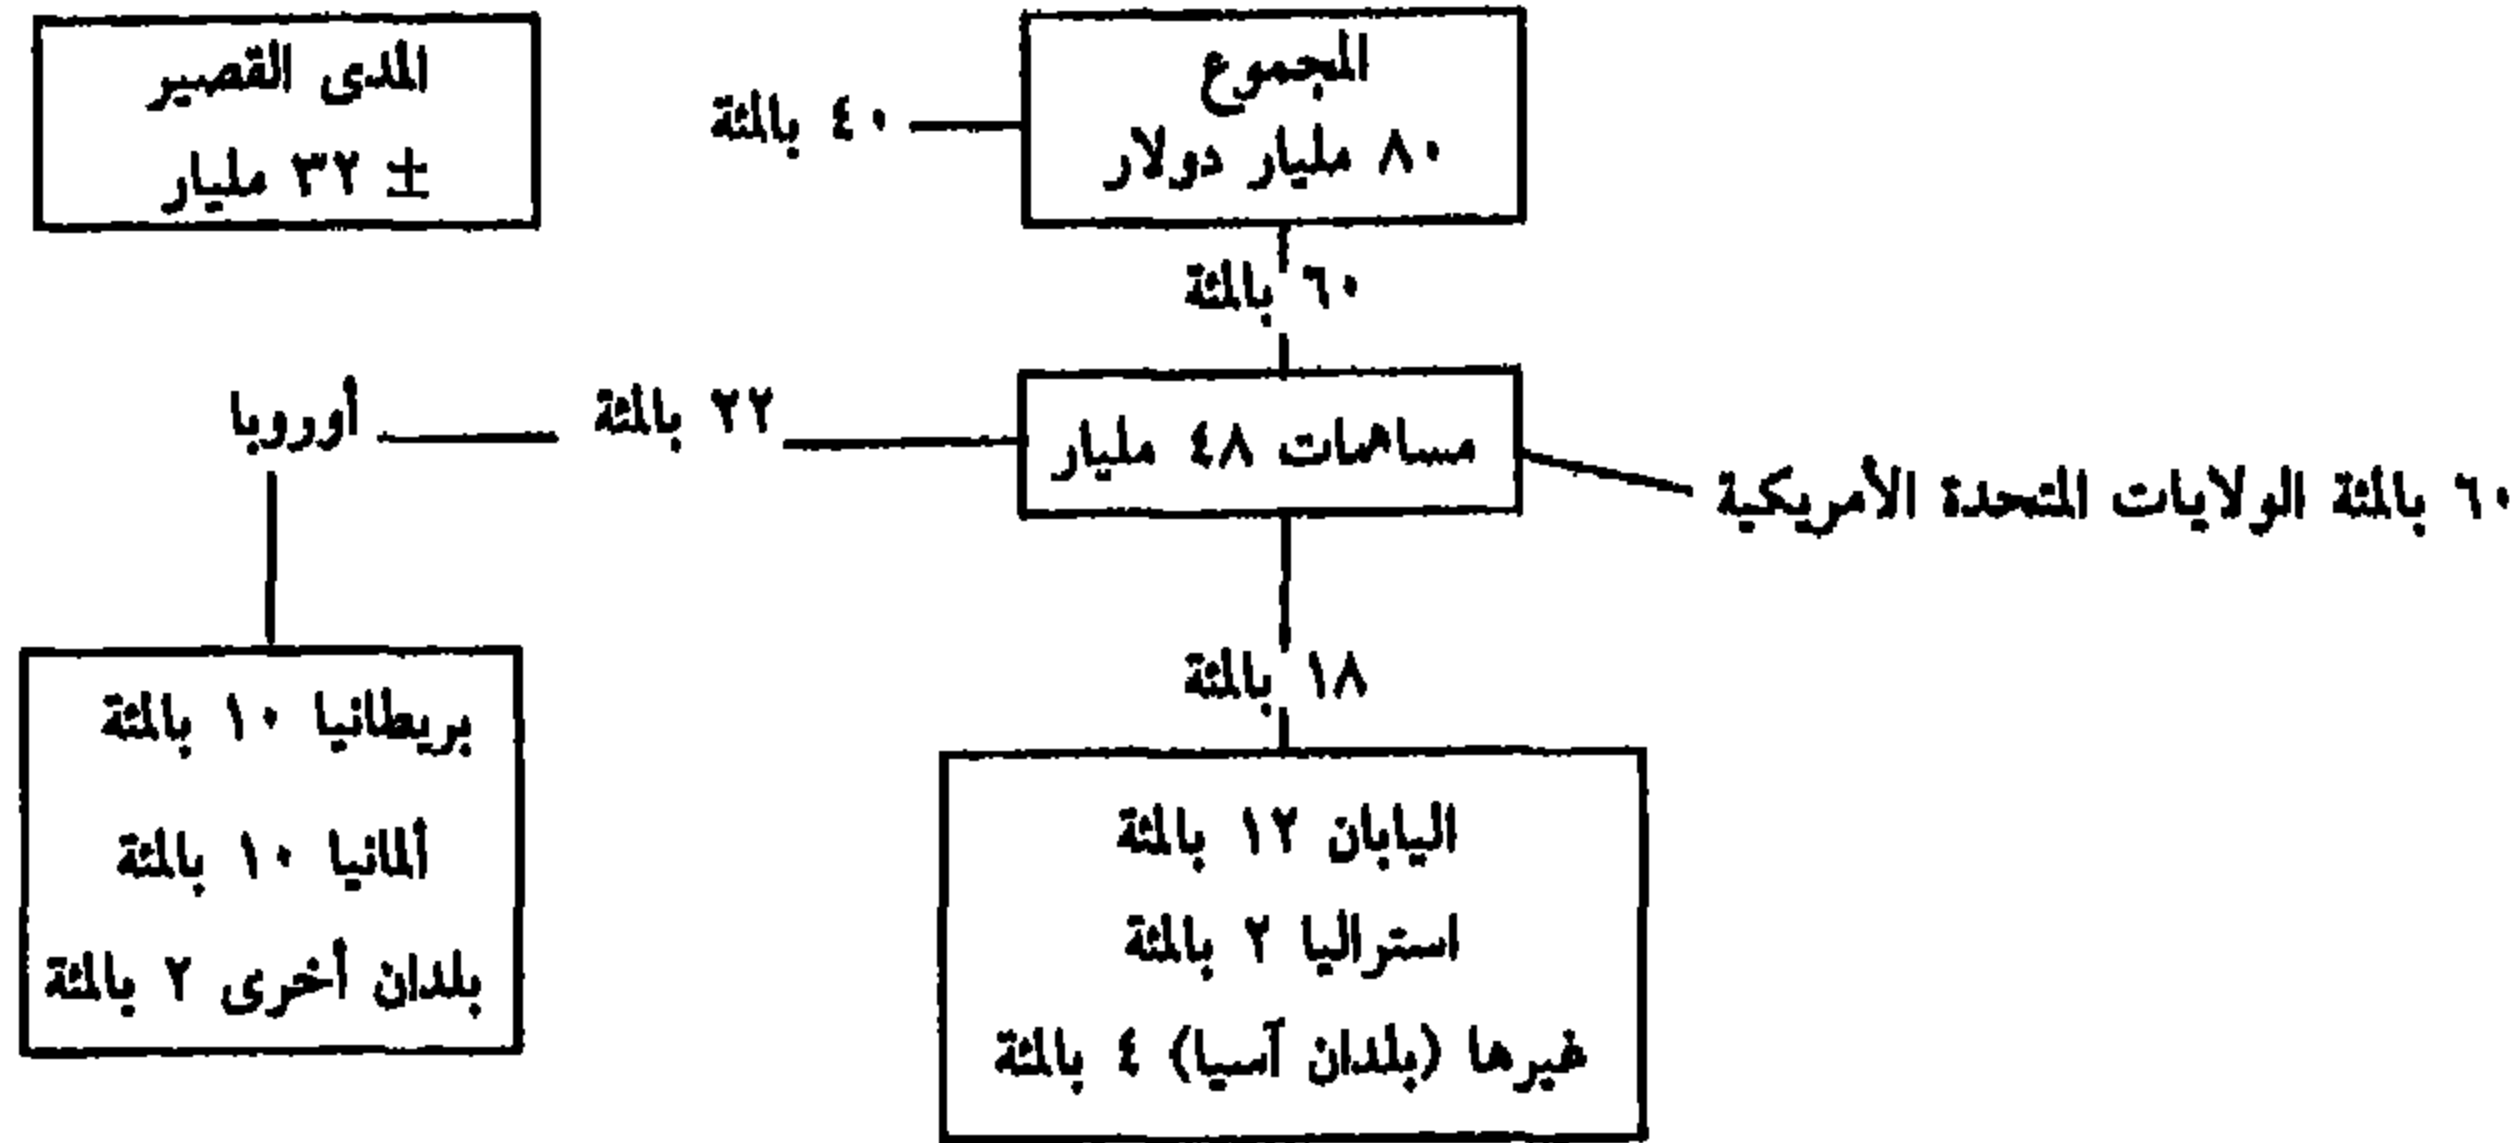 المجموع
٨٠ مليار دولار
٤٠ بالمئة
المدى القصير
± ٣٢ مليار
٦٠ بالمئة
مساهمات ٤٨ مليار
٦٠ بالمئة الولايات المتحدة الأمريكية
٢٢ بالمئة
أوروبا
بريطانيا ١٠ بالمئة
ألمانيا ١٠ بالمئة
بلدان أخرى ٢ بالمئة
١٨ بالمئة
اليابان ١٢ بالمئة
استراليا ٢ بالمئة
غيرها (بلدان آسيا) ٤ بالمئة